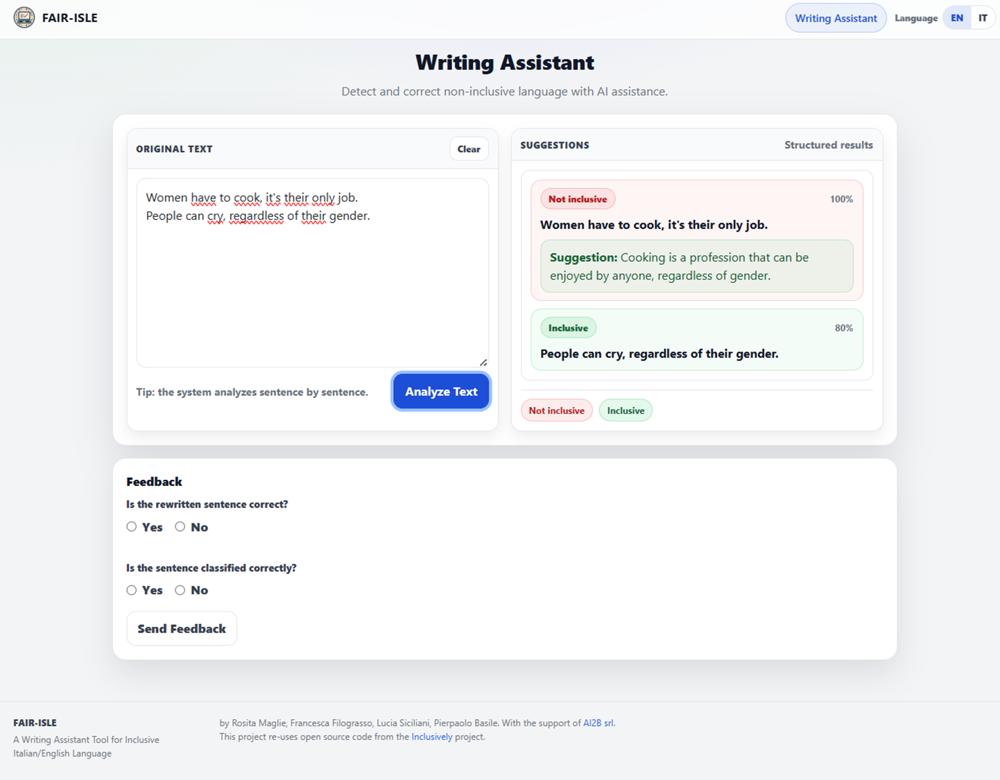 FAIR-ISLE
Writing Assistant
Language
EN
IT
Writing Assistant
Detect and correct non-inclusive language with AI assistance.
ORIGINAL TEXT
Clear
Women have to cook, it's their only job.
People can cry, regardless of their gender.
Tip: the system analyzes sentence by sentence.
Analyze Text
SUGGESTIONS
Structured results
Not inclusive
100%
Women have to cook, it's their only job.
Suggestion: Cooking is a profession that can be
enjoyed by anyone, regardless of gender.
Inclusive
80%
People can cry, regardless of their gender.
Not inclusive
Inclusive
Feedback
Is the rewritten sentence correct?
Yes
No
Is the sentence classified correctly?
Yes
No
Send Feedback
FAIR-ISLE
A Writing Assistant Tool for Inclusive
Italian/English Language
by Rosita Maglie, Francesca Filograsso, Lucia Siciliani, Pierpaolo Basile. With the support of AI2B srl.
This project re-uses open source code from the Inclusively project.